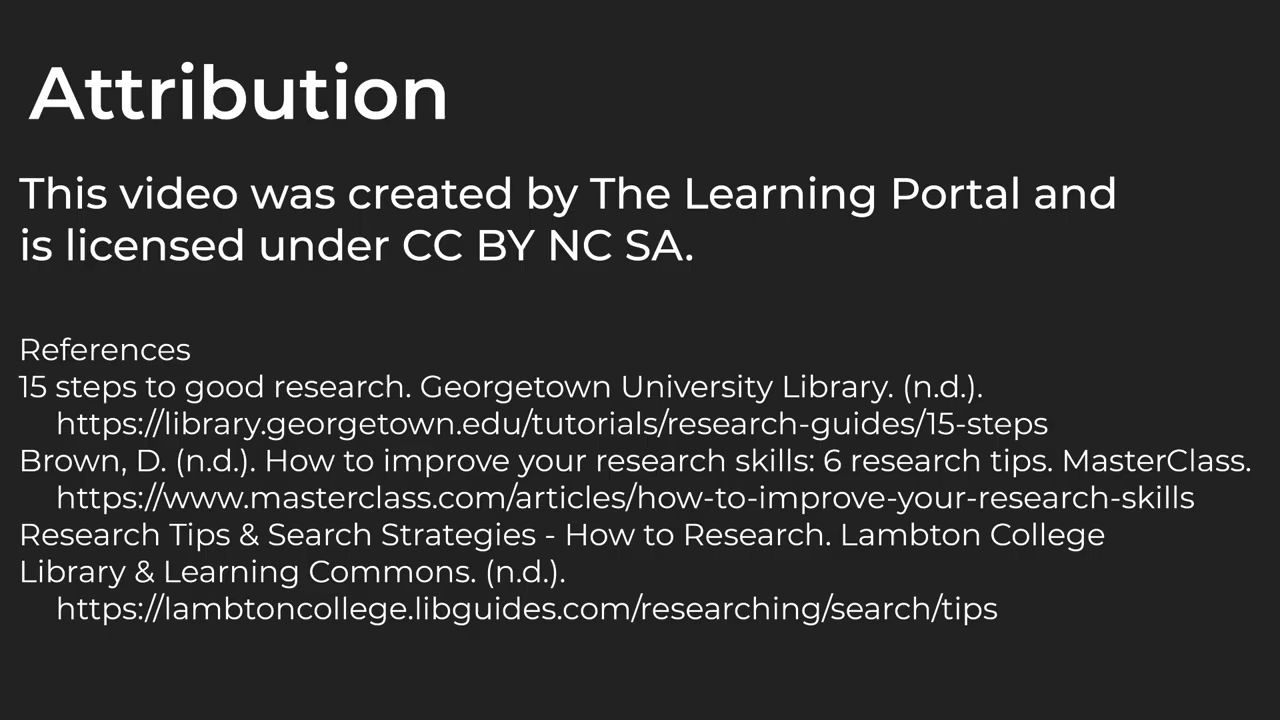 Attribution
This video was created by The Learning Portal and
is licensed under CC BY NC SA.
References
15 steps to good research. Georgetown University Library. (n.d.).
https://library.georgetown.edu/tutorials/research-guides/15-steps
Brown, D. (n.d.). How to improve your research skills: 6 research tips. MasterClass.
https://www.masterclass.com/articles/how-to-improve-your-research-skills
Research Tips & Search Strategies - How to Research. Lambton College
Library & Learning Commons. (n.d.).
https://lambtoncollege.libguides.com/researching/search/tips